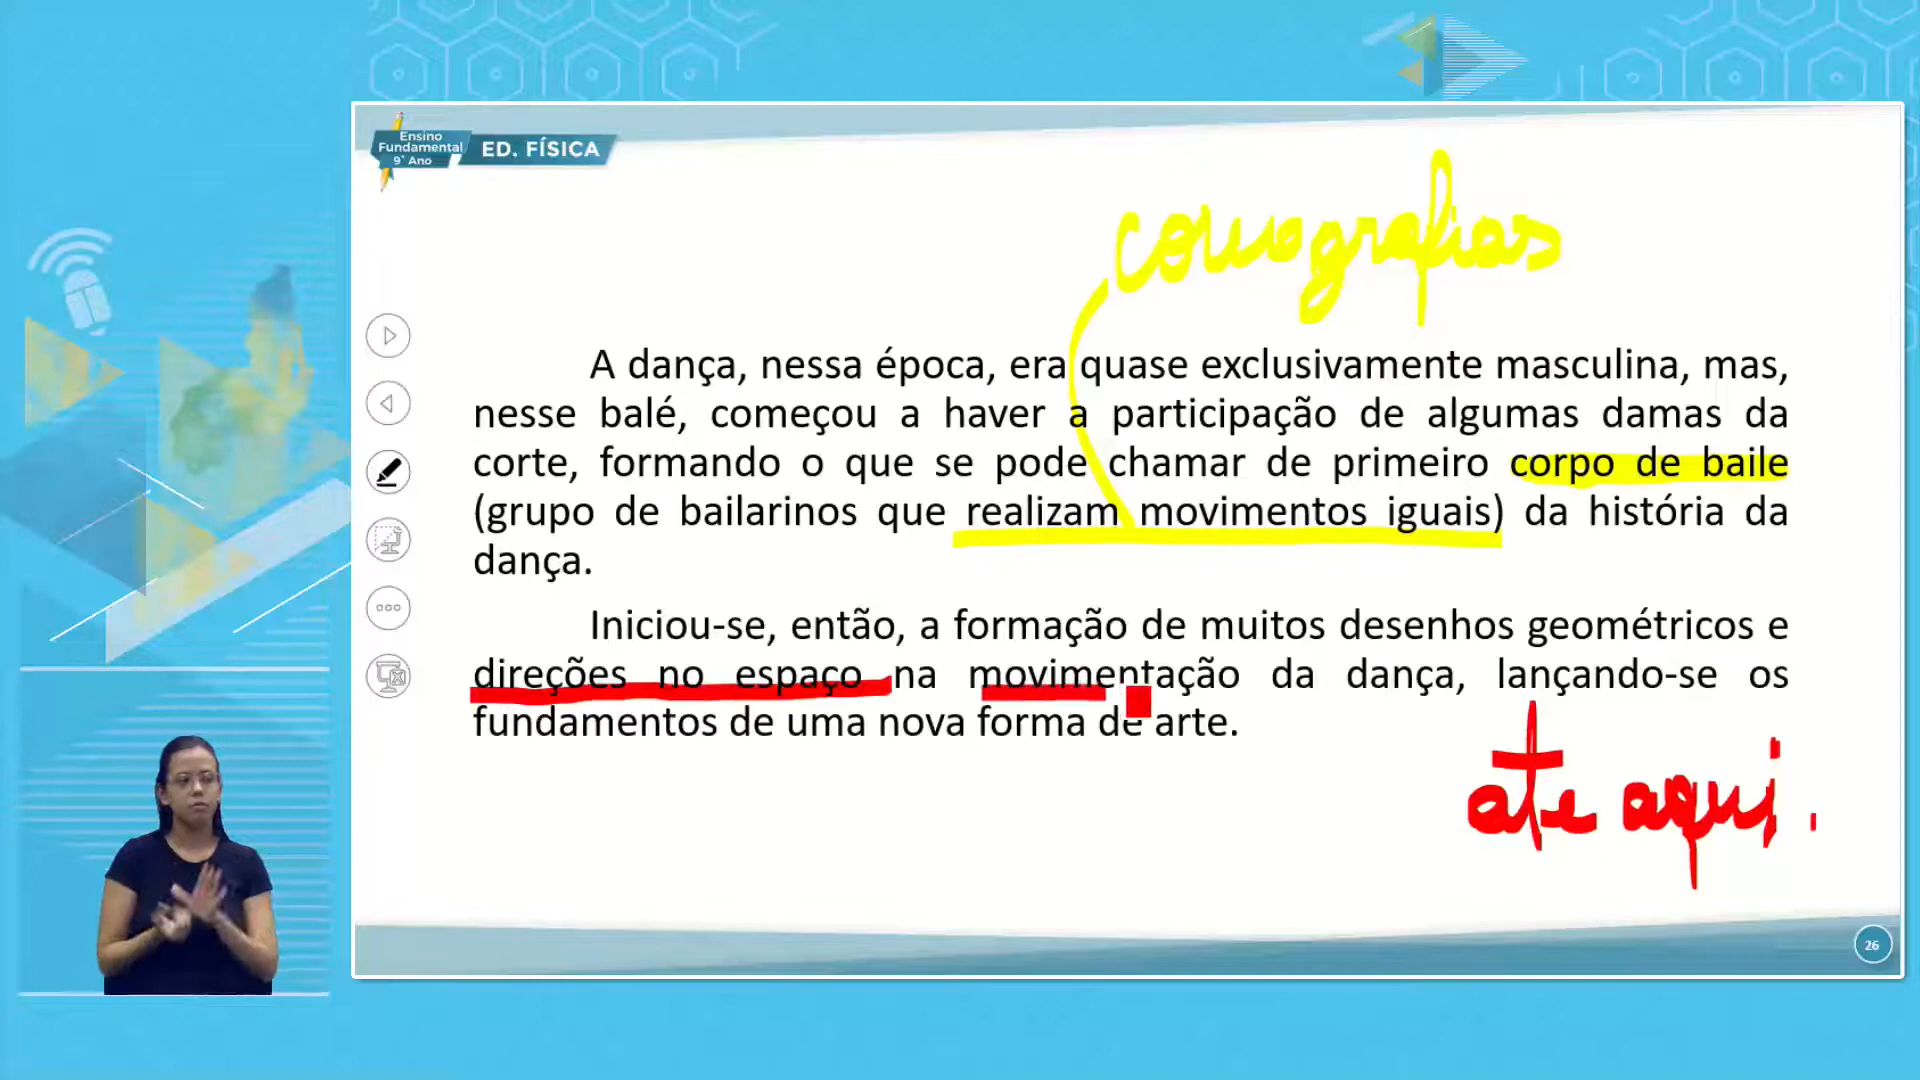 Ensino
Fundamental
9° Ano
ED. FÍSICA
coreografias
A dança, nessa época, era quase exclusivamente masculina, mas,
nesse balé, começou a haver a participação de algumas damas da
corte, formando o que se pode chamar de primeiro corpo de baile
(grupo de bailarinos que realizam movimentos iguais) da história da
dança.
Iniciou-se, então, a formação de muitos desenhos geométricos e
direções no espaço na movimentação da dança, lançando-se os
fundamentos de uma nova forma de arte.
ate aqui.
26